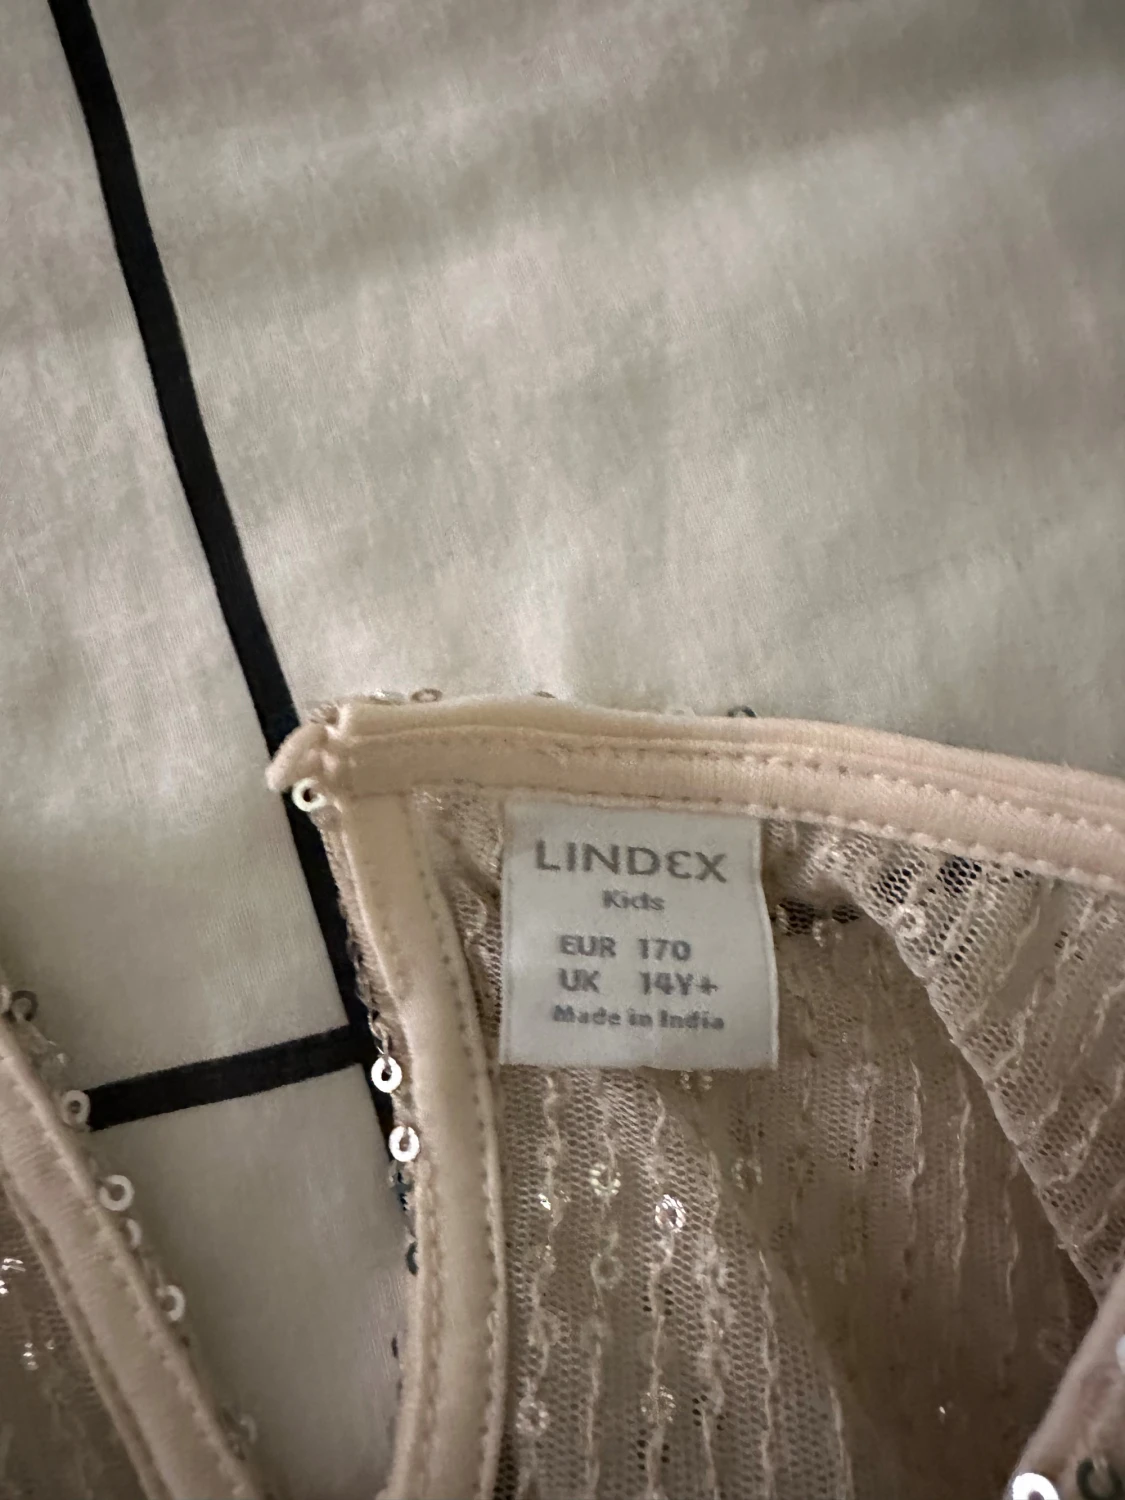 LINDEX
Kids
EUR 170
UK 14Y+
Made in India